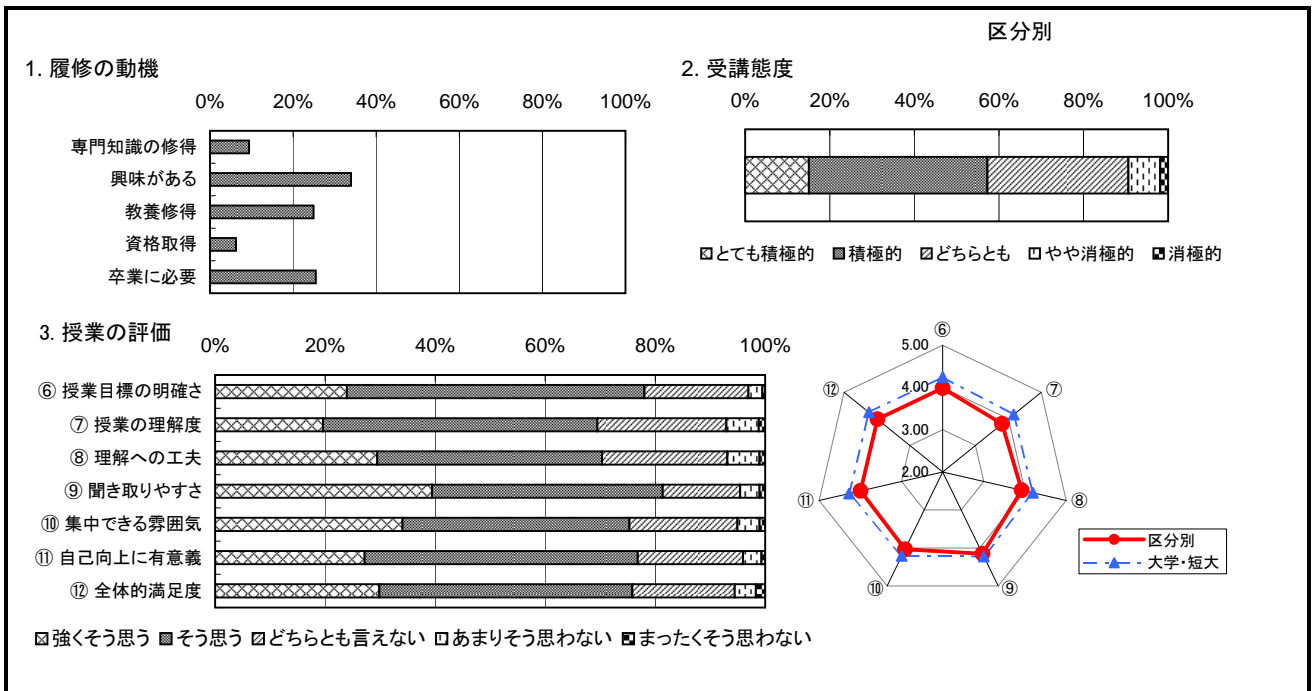 区分別
1. 履修の動機
0% 20% 40% 60% 80% 100%
専門知識の修得
興味がある
教養修得
資格取得
卒業に必要
2. 受講態度
0% 20% 40% 60% 80% 100%
とても積極的 積極的 どちらとも やや消極的 消極的
3. 授業の評価
0% 20% 40% 60% 80% 100%
⑥ 授業目標の明確さ
⑦ 授業の理解度
⑧ 理解への工夫
⑨ 聞き取りやすさ
⑩ 集中できる雰囲気
⑪ 自己向上に有意義
⑫ 全体的満足度
強くそう思う そう思う どちらとも言えない あまりそう思わない まったくそう思わない
⑥
5.00
⑫ 4.00 ⑦
3.00
2.00
⑪ ⑧
⑩ ⑨
区分別
大学・短大